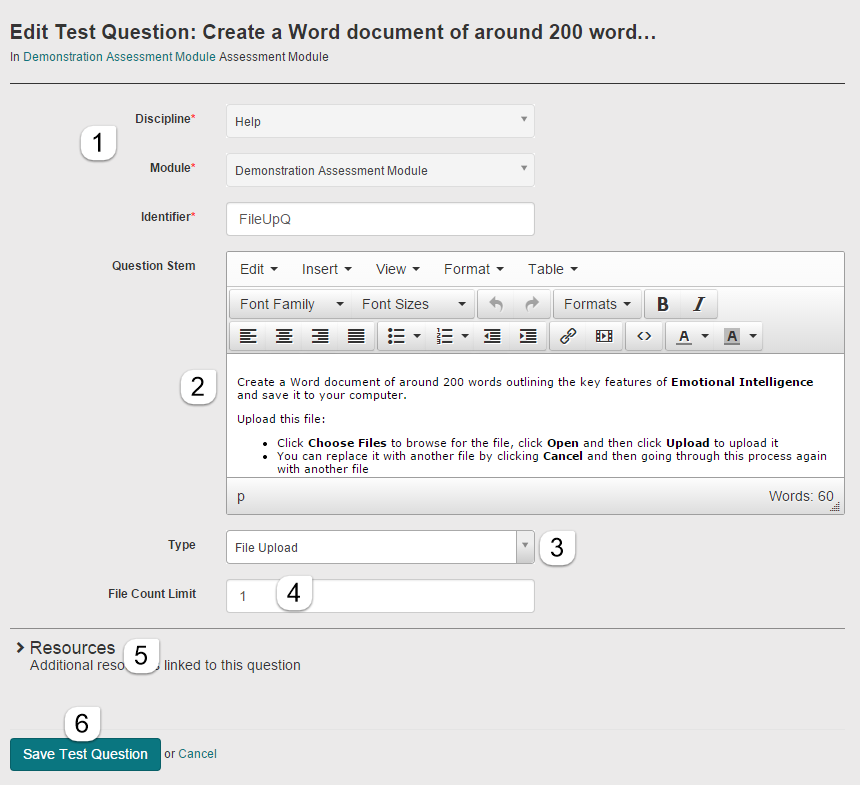 Edit Test Question: Create a Word document of around 200 word...
In Demonstration Assessment Module Assessment Module
Discipline*
Help
1
Module*
Demonstration Assessment Module
Identifier*
FileUpQ
Question Stem
Edit Insert View Format Table
Font Family Font Sizes Formats B I
A A
2
Create a Word document of around 200 words outlining the key features of Emotional Intelligence
and save it to your computer.
Upload this file:
• Click Choose Files to browse for the file, click Open and then click Upload to upload it
• You can replace it with another file by clicking Cancel and then going through this process again
with another file
p Words: 60
Type
File Upload
3
File Count Limit
1
4
Resources
5
Additional linked to this question
6
Save Test Question or Cancel